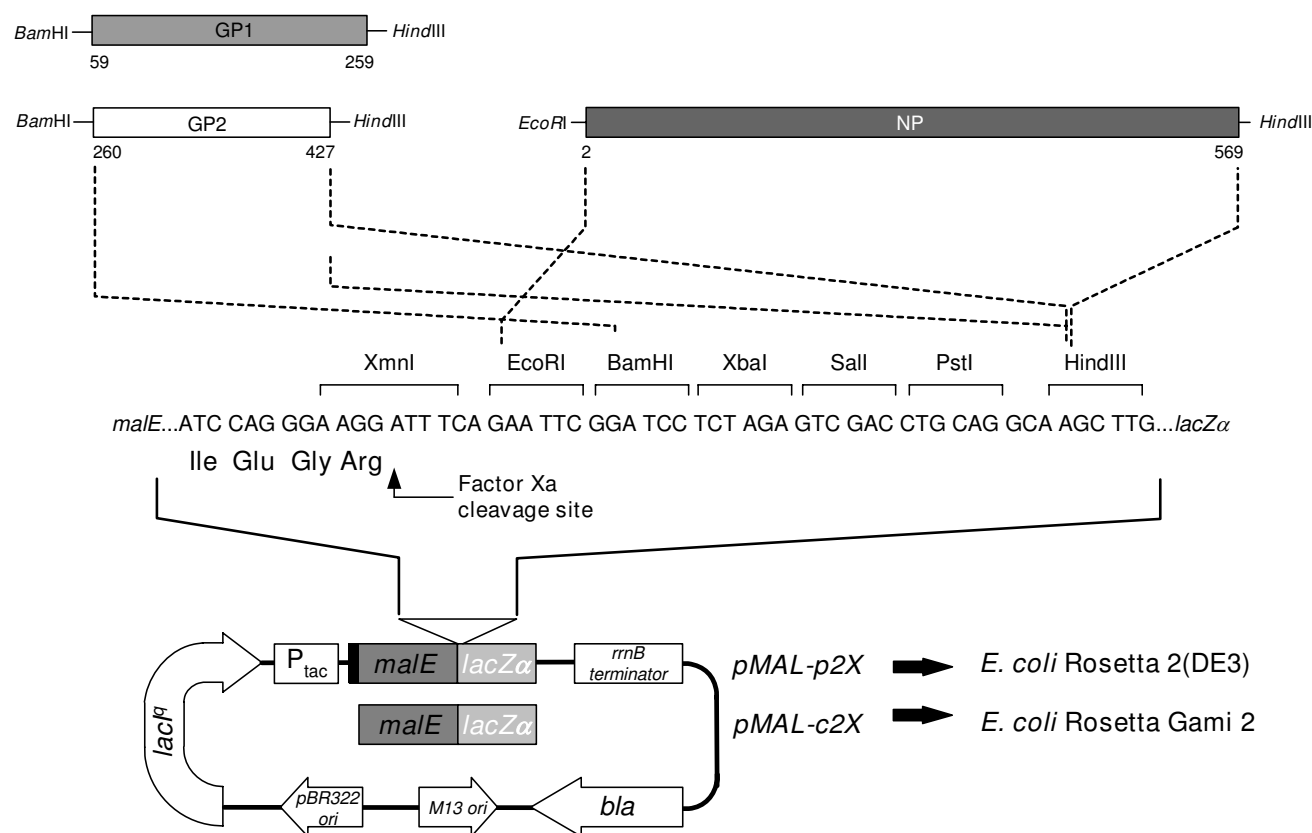 BamHI GP1 HindIII
59 259
BamHI GP2 HindIII
260 427
EcoRI NP HindIII
2 569
XmnI EcoRI BamHI XbaI SalI PstI HindIII
malE...ATC CAG GGA AGG ATT TCA GAA TTC GGA TCC TCT AGA GTC GAC CTG CAG GCA AGC TTG...lacZα
Ile Glu Gly Arg
Factor Xa
cleavage site
lacIq
Ptac
malE lacZα
rrnB
terminator
pMAL-p2X E. coli Rosetta 2(DE3)
malE lacZα
pMAL-c2X E. coli Rosetta Gami 2
pBR322
ori
M13 ori
bla